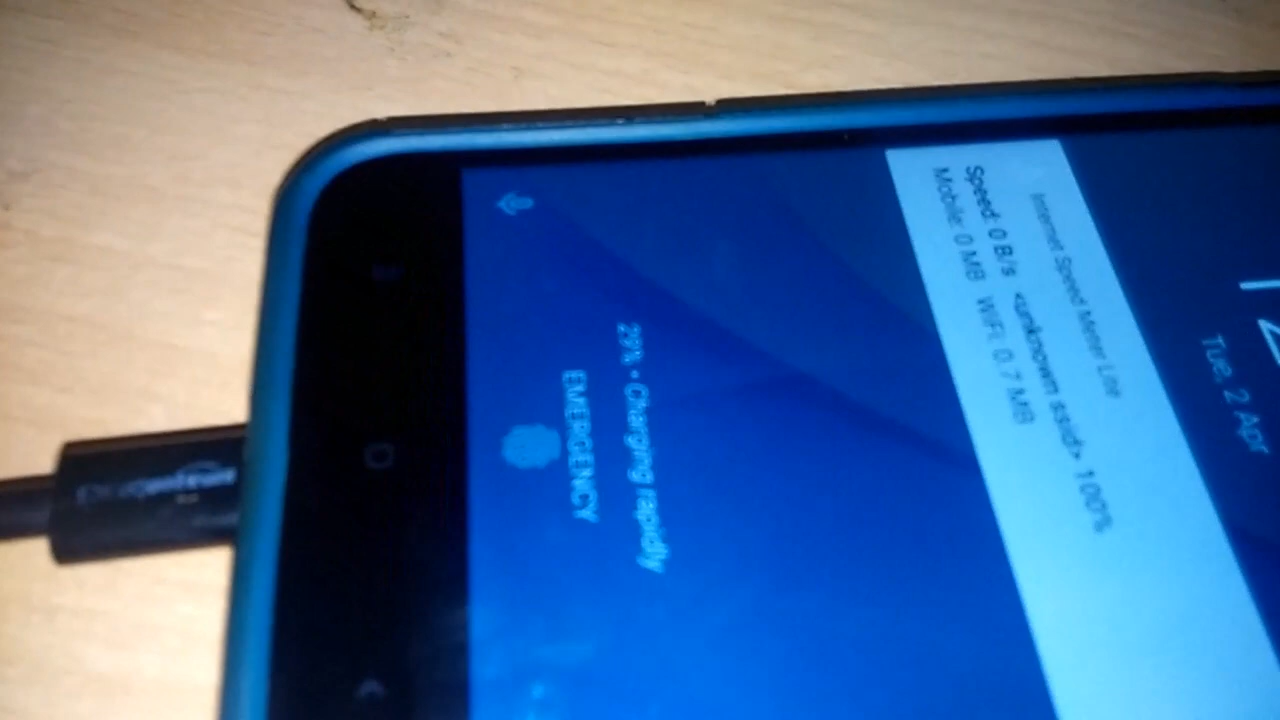 Tue, 2 Apr
Internet Speed Meter Lite
Speed: 0 B/s <unknown ssid> 100%
Mobile: 0 MB WiFi: 0.7 MB
29% • Charging rapidly
EMERGENCY